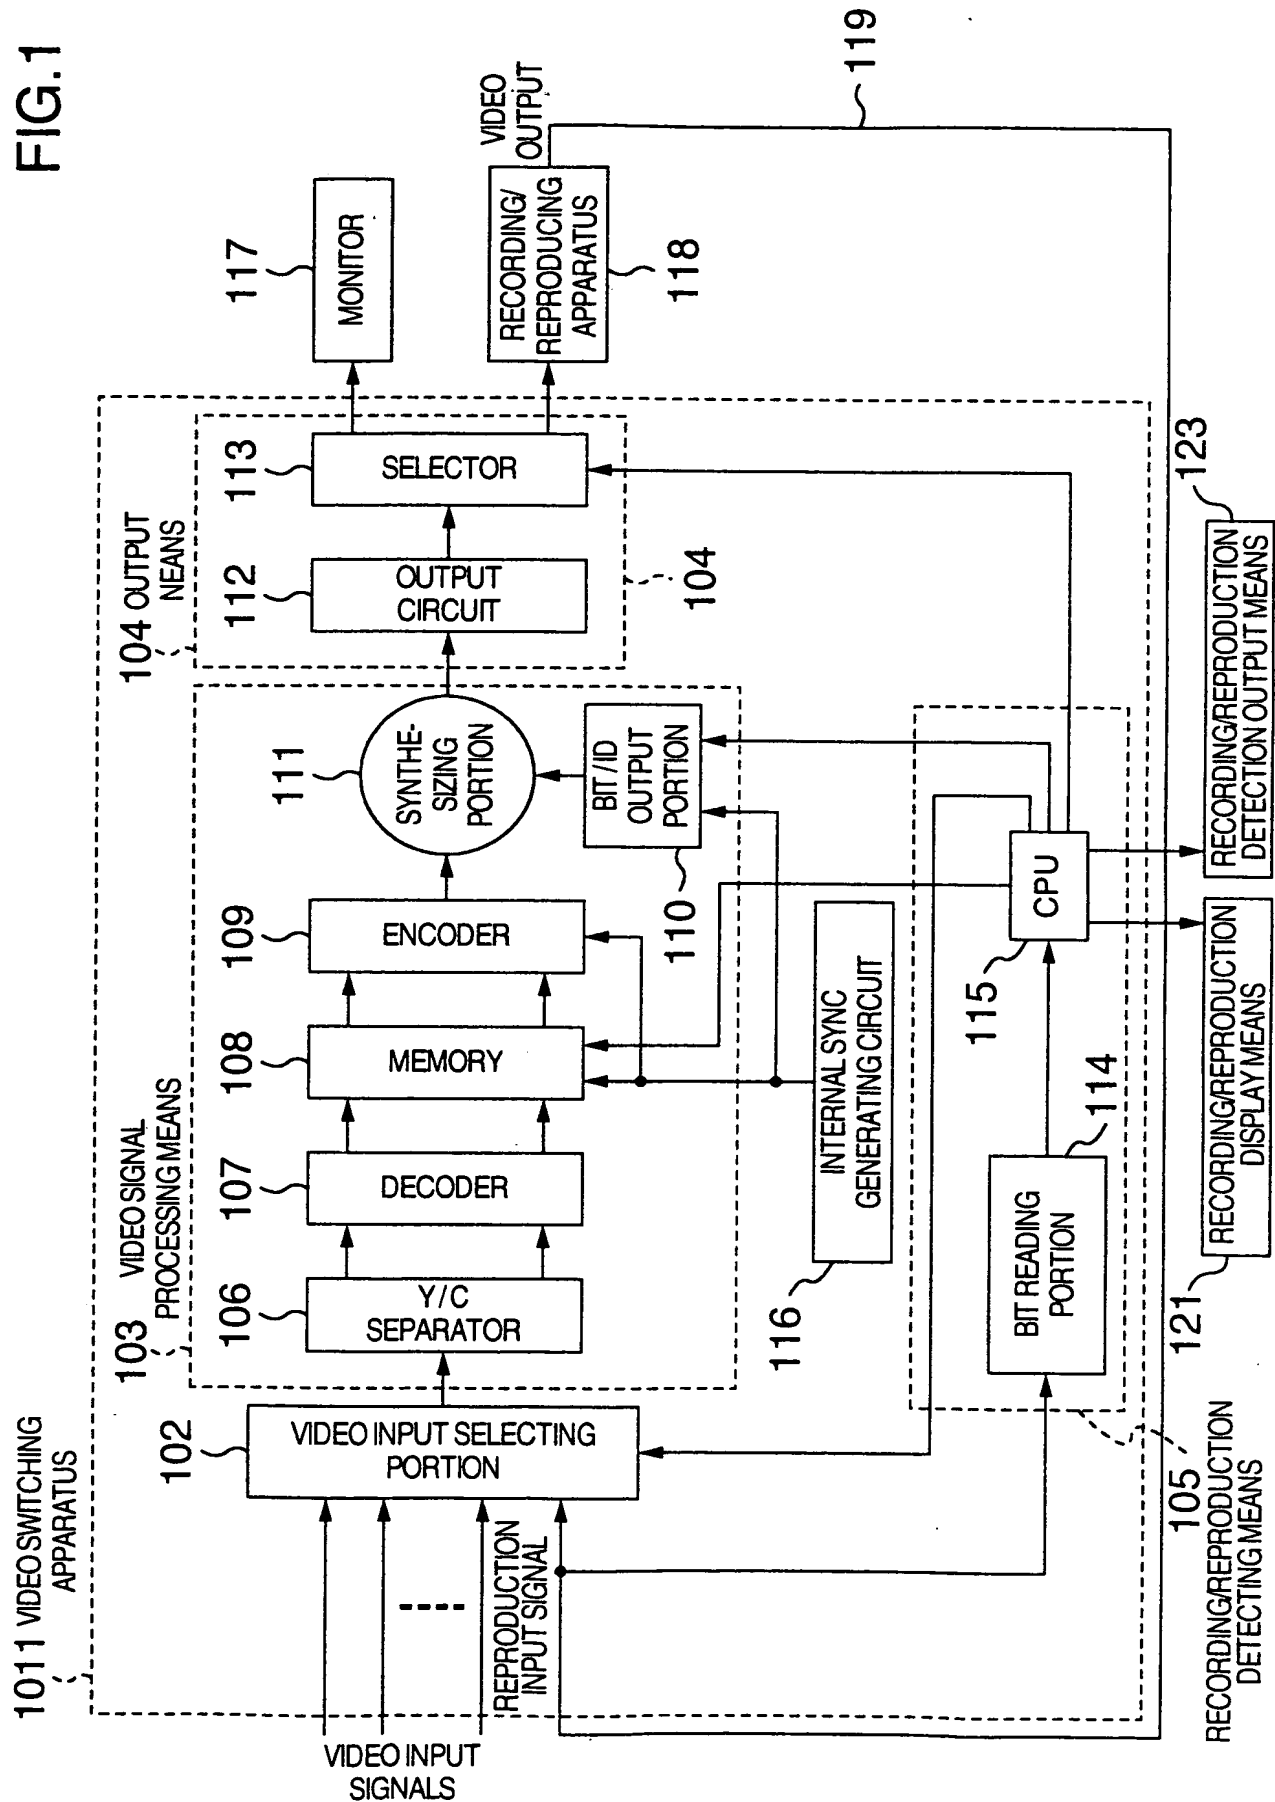 FIG.1
1011 VIDEO SWITCHING
APPARATUS
VIDEO INPUT
SIGNALS
REPRODUCTION
INPUT SIGNAL
102
VIDEO INPUT SELECTING
PORTION
103
VIDEO SIGNAL
PROCESSING MEANS
106
Y/C
SEPARATOR
107
DECODER
108
MEMORY
109
ENCODER
111
SYNTHE-
SIZING
PORTION
110
BIT/ID
OUTPUT
PORTION
104 OUTPUT
NEANS
112
OUTPUT
CIRCUIT
113
SELECTOR
104
117
MONITOR
RECORDING/
REPRODUCING
APPARATUS
118
VIDEO
OUTPUT
119
116
INTERNAL SYNC
GENERATING CIRCUIT
115
CPU
114
BIT READING
PORTION
105
RECORDING/REPRODUCTION
DETECTING MEANS
121
RECORDING/REPRODUCTION
DISPLAY MEANS
123
RECORDING/REPRODUCTION
DETECTION OUTPUT MEANS